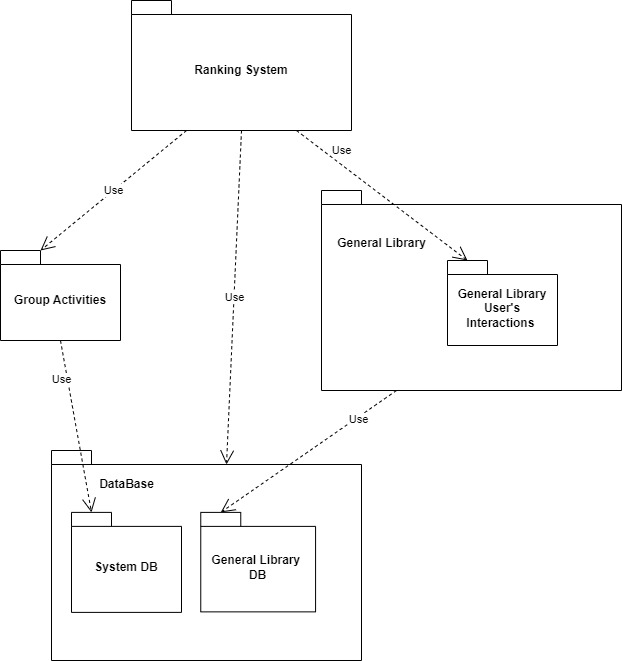 Ranking System
Use
Use
General Library
General Library
User's
Interactions
Group Activities
Use
Use
Use
DataBase
System DB
General Library
DB